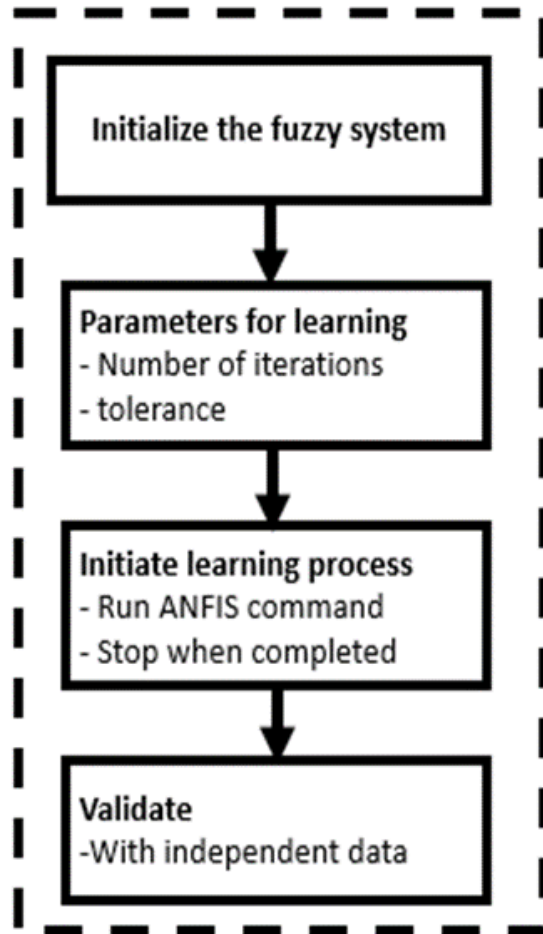 Initialize the fuzzy system
Parameters for learning
- Number of iterations
- tolerance
Initiate learning process
- Run ANFIS command
- Stop when completed
Validate
-With independent data